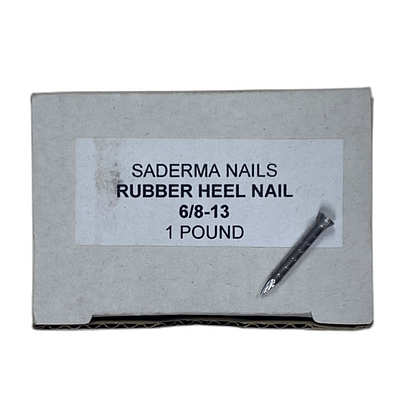 SADERMA NAILS
RUBBER HEEL NAIL
6/8-13
1 POUND